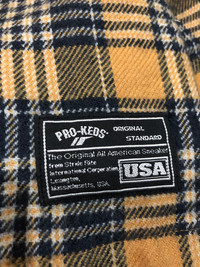 PRO-KEDS®
ORIGINAL
STANDARD
The Original All American Sneaker
from Stride Rite
International Corporation,
Lexington,
Massachusetts, USA.
USA